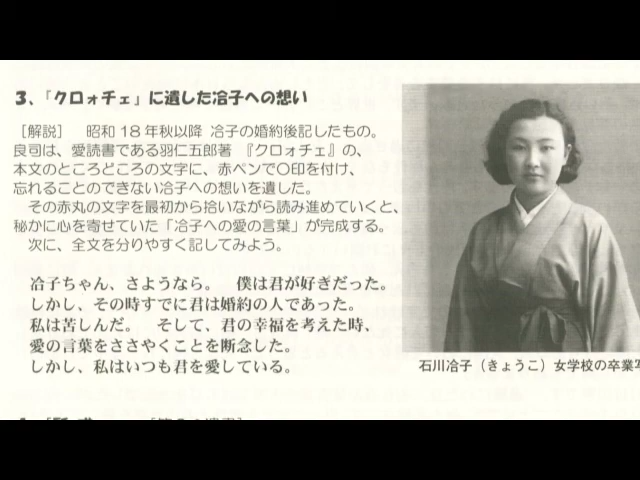 3、『クロォチェ』に遺した冾子への想い
［解説］　昭和18年秋以降 冾子の婚約後記したもの。
良司は、愛読書である羽仁五郎著　『クロォチェ』の、
本文のところどころの文字に、赤ペンで〇印を付け、
忘れることのできない冾子への想いを遺した。
　その赤丸の文字を最初から拾いながら読み進めていくと、
秘かに心を寄せていた「冾子への愛の言葉」が完成する。
　次に、全文を分りやすく記してみよう。
冾子ちゃん、さようなら。　僕は君が好きだった。
しかし、その時すでに君は婚約の人であった。
私は苦しんだ。　そして、君の幸福を考えた時、
愛の言葉をささやくことを断念した。
しかし、私はいつも君を愛している。
石川冾子（きょうこ）女学校の卒業写